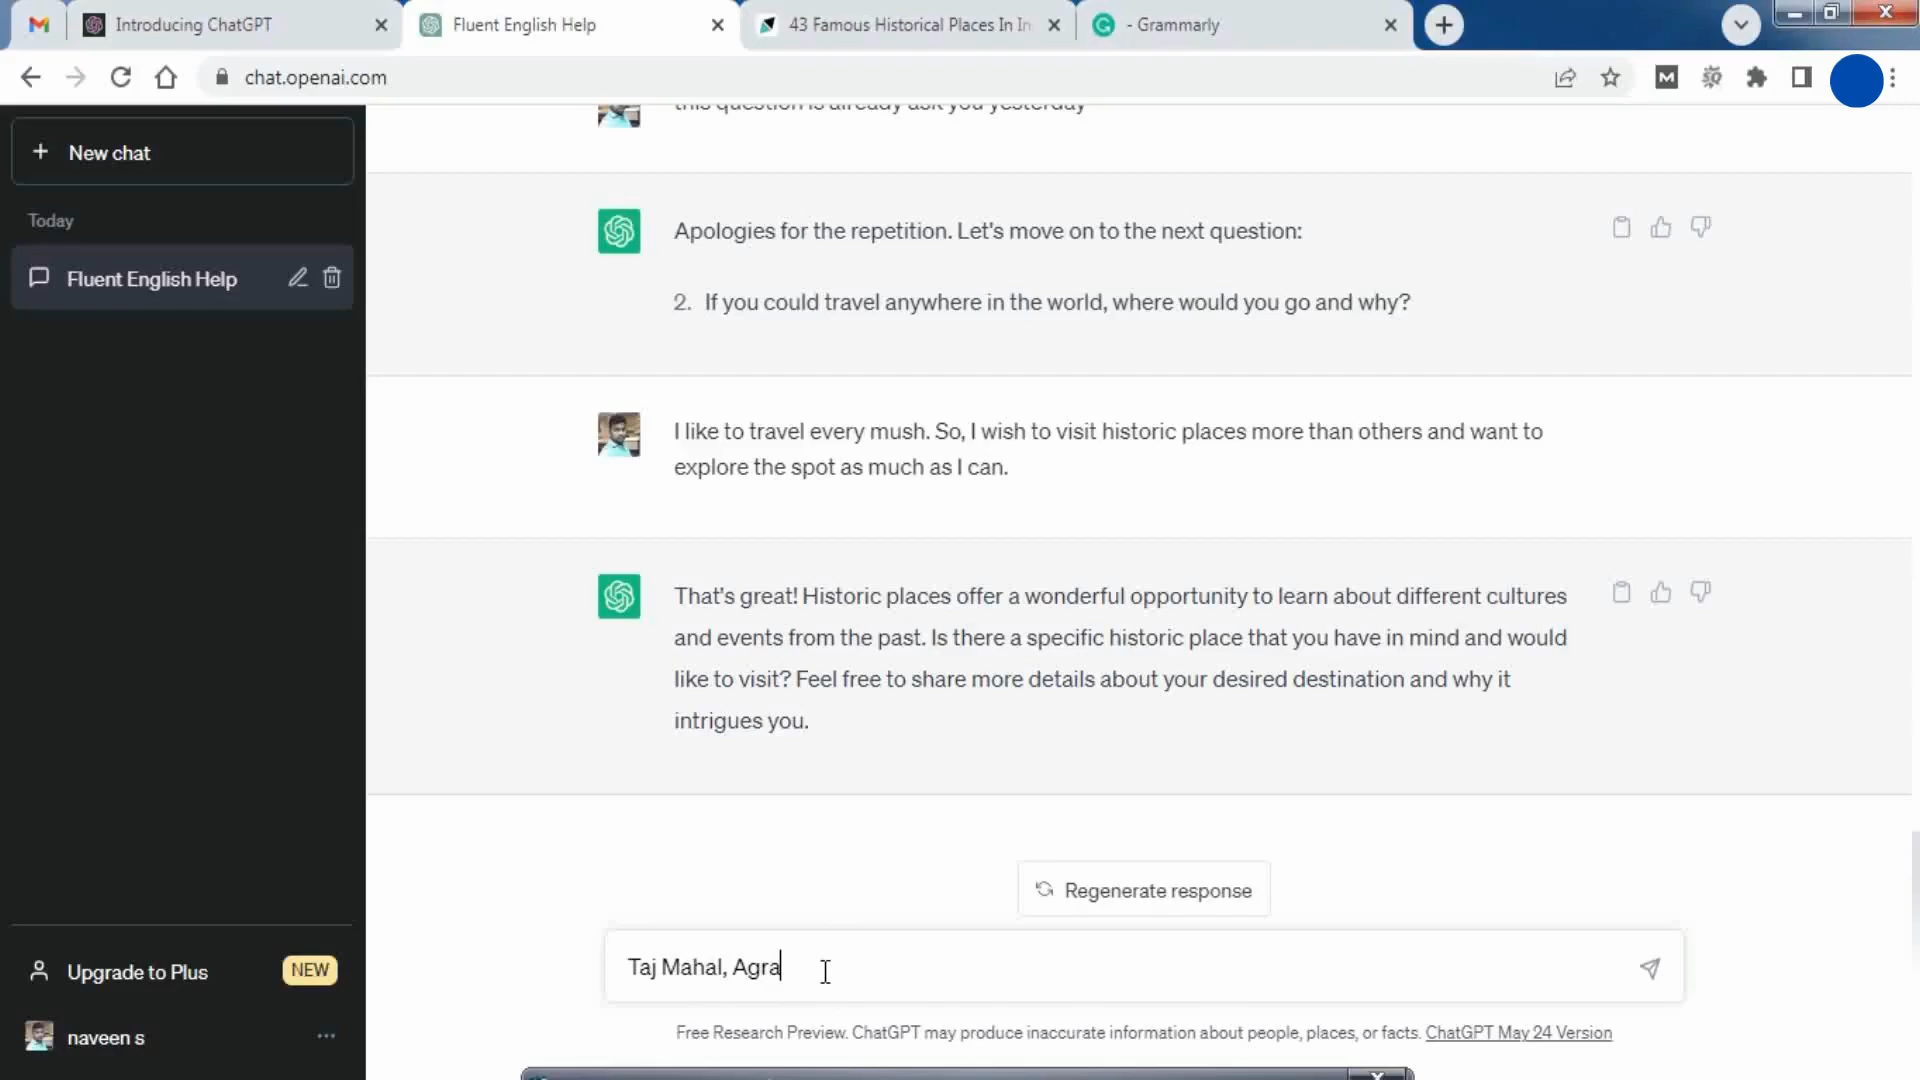 Introducing ChatGPT
Fluent English Help
43 Famous Historical Places In In
- Grammarly
chat.openai.com
this question is already ask you yesterday
+ New chat
Today
Fluent English Help
Apologies for the repetition. Let's move on to the next question:
2. If you could travel anywhere in the world, where would you go and why?
I like to travel every mush. So, I wish to visit historic places more than others and want to
explore the spot as much as I can.
That's great! Historic places offer a wonderful opportunity to learn about different cultures
and events from the past. Is there a specific historic place that you have in mind and would
like to visit? Feel free to share more details about your desired destination and why it
intrigues you.
Regenerate response
Taj Mahal, Agra
Upgrade to Plus NEW
naveen s
Free Research Preview. ChatGPT may produce inaccurate information about people, places, or facts. ChatGPT May 24 Version